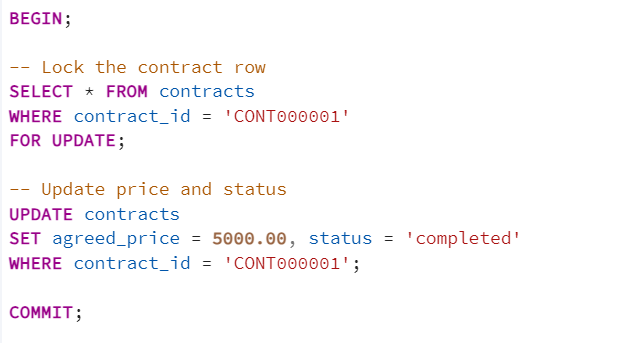 BEGIN;
-- Lock the contract row
SELECT * FROM contracts
WHERE contract_id = 'CONT000001'
FOR UPDATE;
-- Update price and status
UPDATE contracts
SET agreed_price = 5000.00, status = 'completed'
WHERE contract_id = 'CONT000001';
COMMIT;